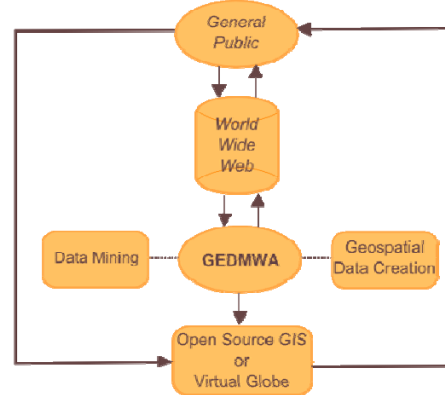 General
Public
World
Wide
Web
Data Mining
GEDMWA
Geospatial
Data Creation
Open Source GIS
or
Virtual Globe